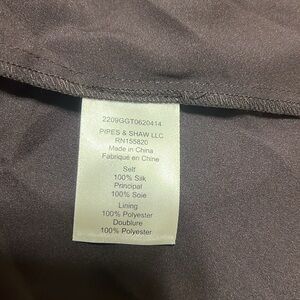 2209GGT0620414
PIPES & SHAW LLC
RN155820
Made in China
Fabriqué en Chine
Self
100% Silk
Principal
100% Soie
Lining
100% Polyester
Doublure
100% Polyester